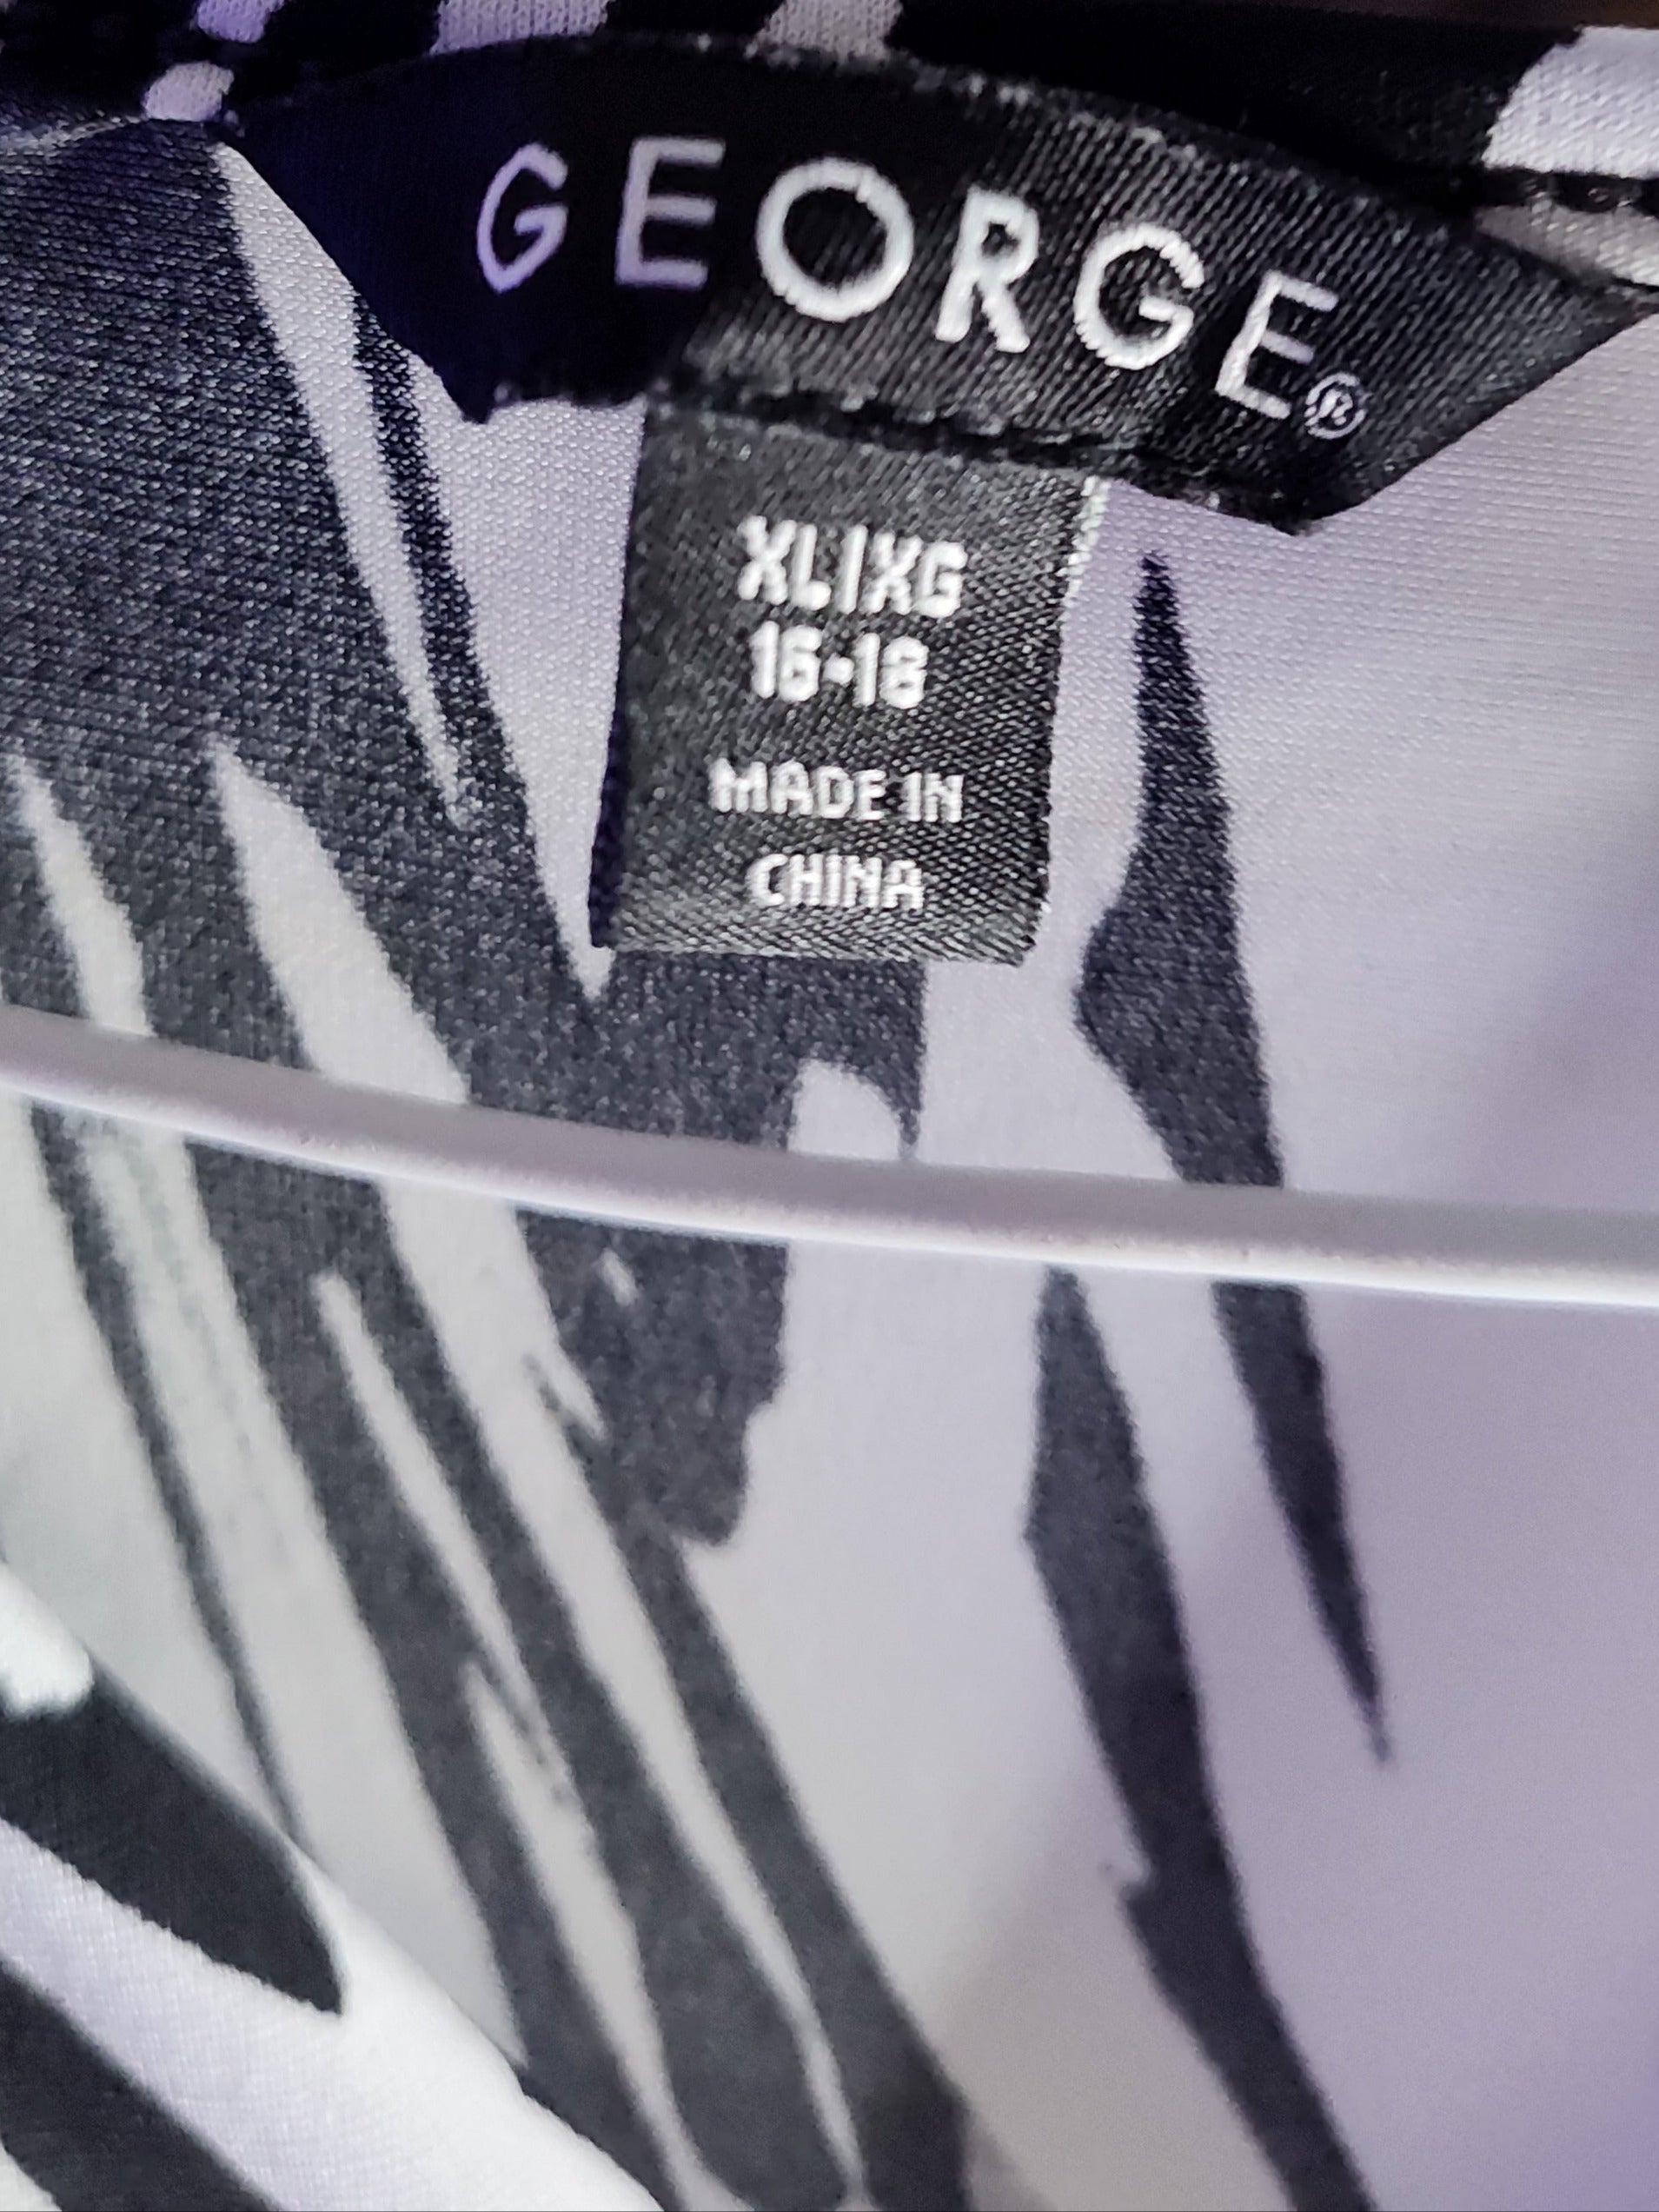 GEORGE®
XL/XG
16-18
MADE IN
CHINA